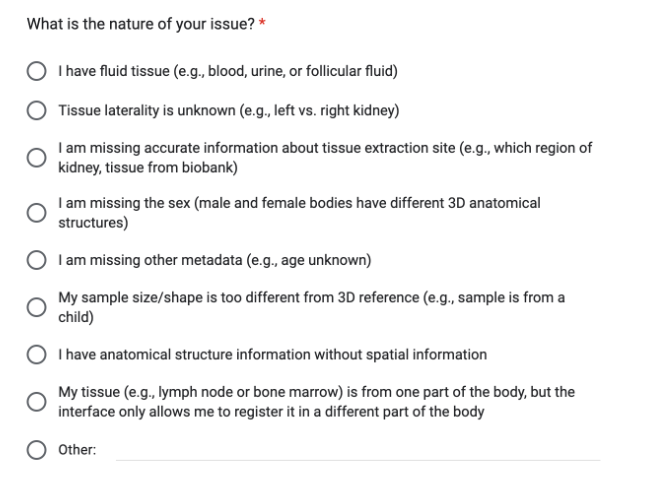 What is the nature of your issue? *
I have fluid tissue (e.g., blood, urine, or follicular fluid)
Tissue laterality is unknown (e.g., left vs. right kidney)
I am missing accurate information about tissue extraction site (e.g., which region of
kidney, tissue from biobank)
I am missing the sex (male and female bodies have different 3D anatomical
structures)
I am missing other metadata (e.g., age unknown)
My sample size/shape is too different from 3D reference (e.g., sample is from a
child)
I have anatomical structure information without spatial information
My tissue (e.g., lymph node or bone marrow) is from one part of the body, but the
interface only allows me to register it in a different part of the body
Other: